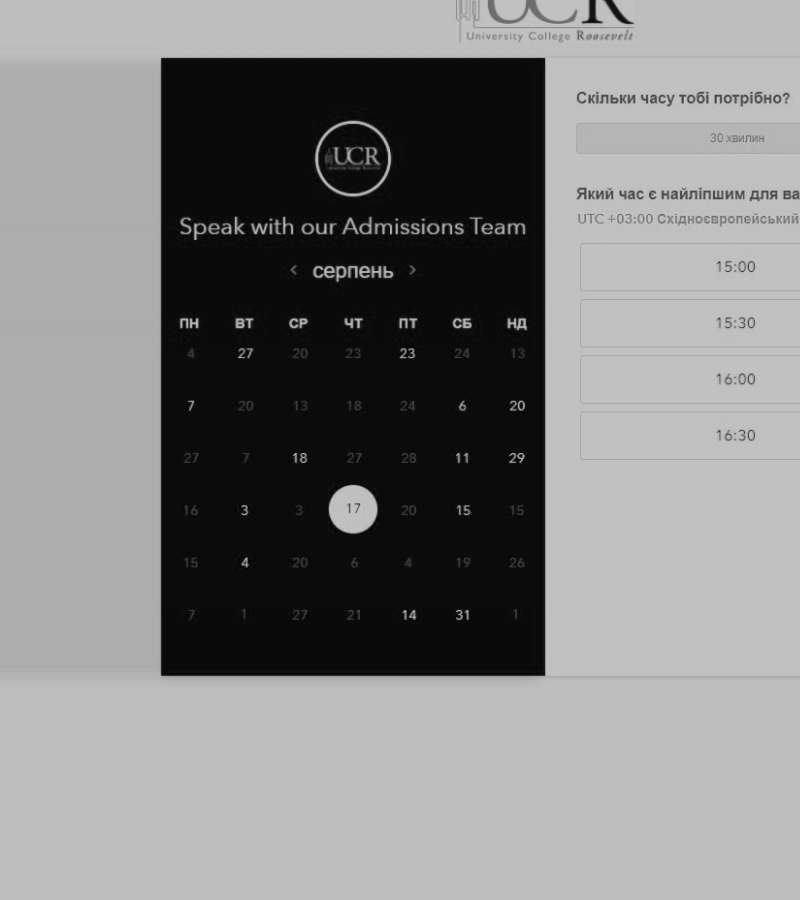 UCR
University College Roosevelt
UCR
Speak with our Admissions Team
< серпень >
ПН ВТ СР ЧТ ПТ СБ НД
4 27 20 23 23 24 13
7 20 13 18 24 6 20
27 7 18 27 28 11 29
16 3 3 17 20 15 15
15 4 20 6 4 19 26
7 1 27 21 14 31 1
Скільки часу тобі потрібно?
30 хвилин
Який час є найліпшим для ва
UTC +03:00 Східноєвропейський
15:00
15:30
16:00
16:30